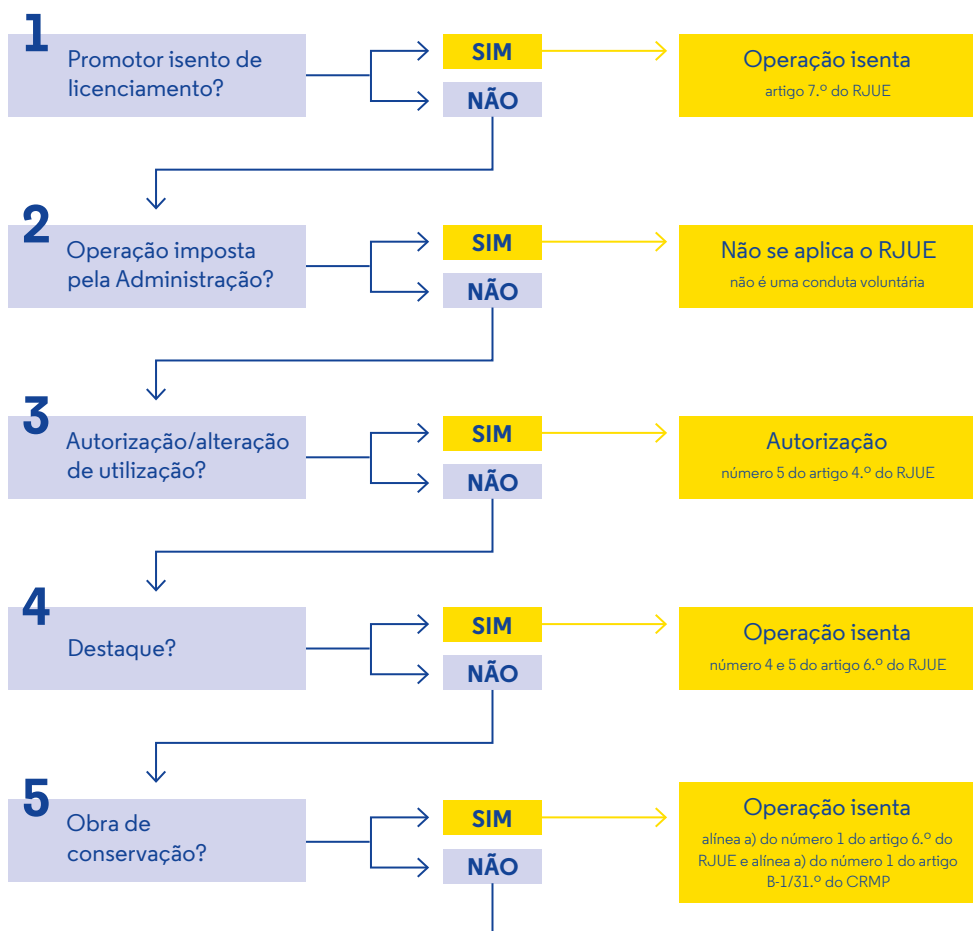 1
Promotor isento de
licenciamento?
SIM
NÃO
Operação isenta
artigo 7.º do RJUE
2
Operação imposta
pela Administração?
SIM
NÃO
Não se aplica o RJUE
não é uma conduta voluntária
3
Autorização/alteração
de utilização?
SIM
NÃO
Autorização
número 5 do artigo 4.º do RJUE
4
Destaque?
SIM
NÃO
Operação isenta
número 4 e 5 do artigo 6.º do RJUE
5
Obra de
conservação?
SIM
NÃO
Operação isenta
alínea a) do número 1 do artigo 6.º do
RJUE e alínea a) do número 1 do artigo
B-1/31.º do CRMP